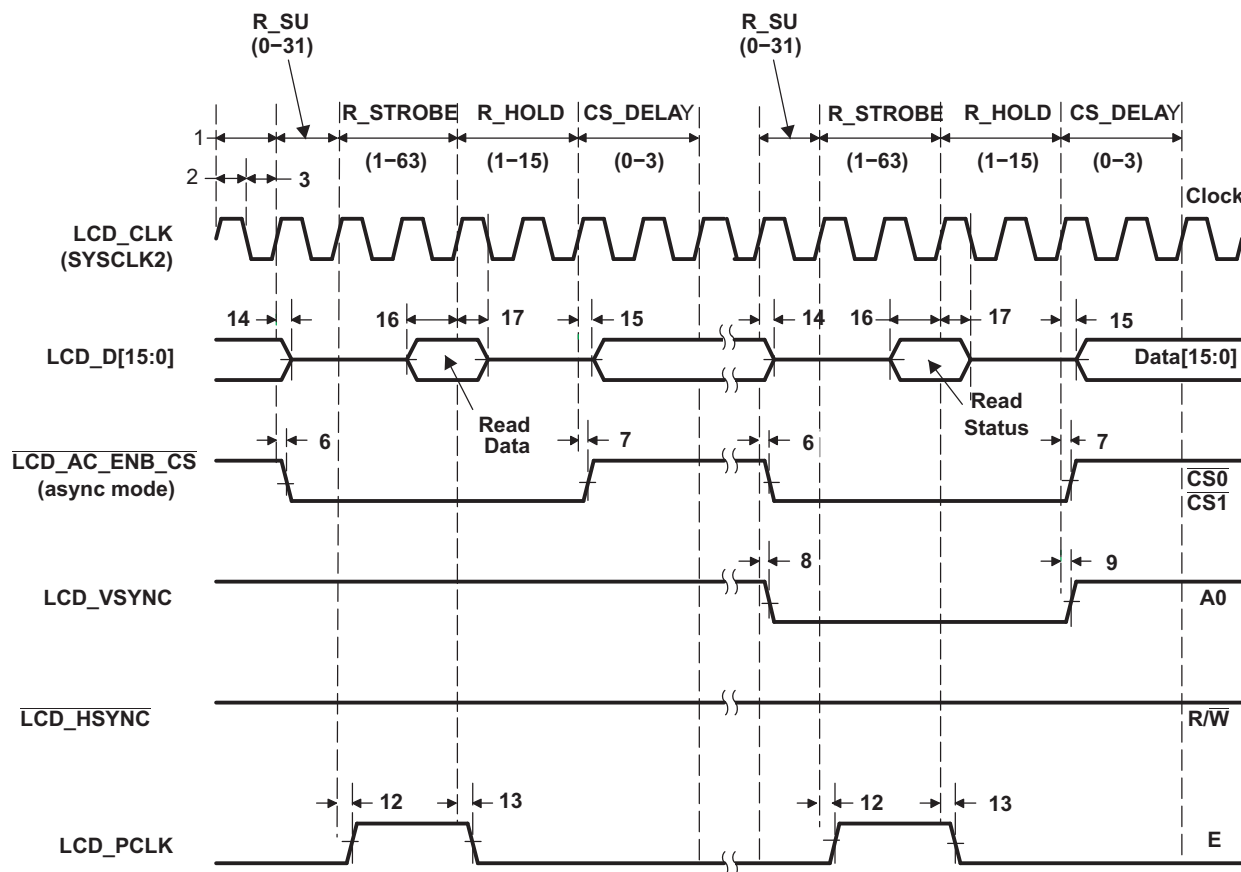 R_SU
(0−31)
R_SU
(0−31)
R_STROBE
R_HOLD
CS_DELAY
R_STROBE
R_HOLD
CS_DELAY
1
(1−63)
(1−15)
(0−3)
(1−63)
(1−15)
(0−3)
2
3
Clock
LCD_CLK
(SYSCLK2)
14
16
17
15
14
16
17
15
LCD_D[15:0]
Data[15:0]
Read
Data
Read
Status
6
7
6
7
LCD_AC_ENB_CS
(async mode)
CS0
CS1
8
9
LCD_VSYNC
A0
LCD_HSYNC
R/W
12
13
12
13
LCD_PCLK
E